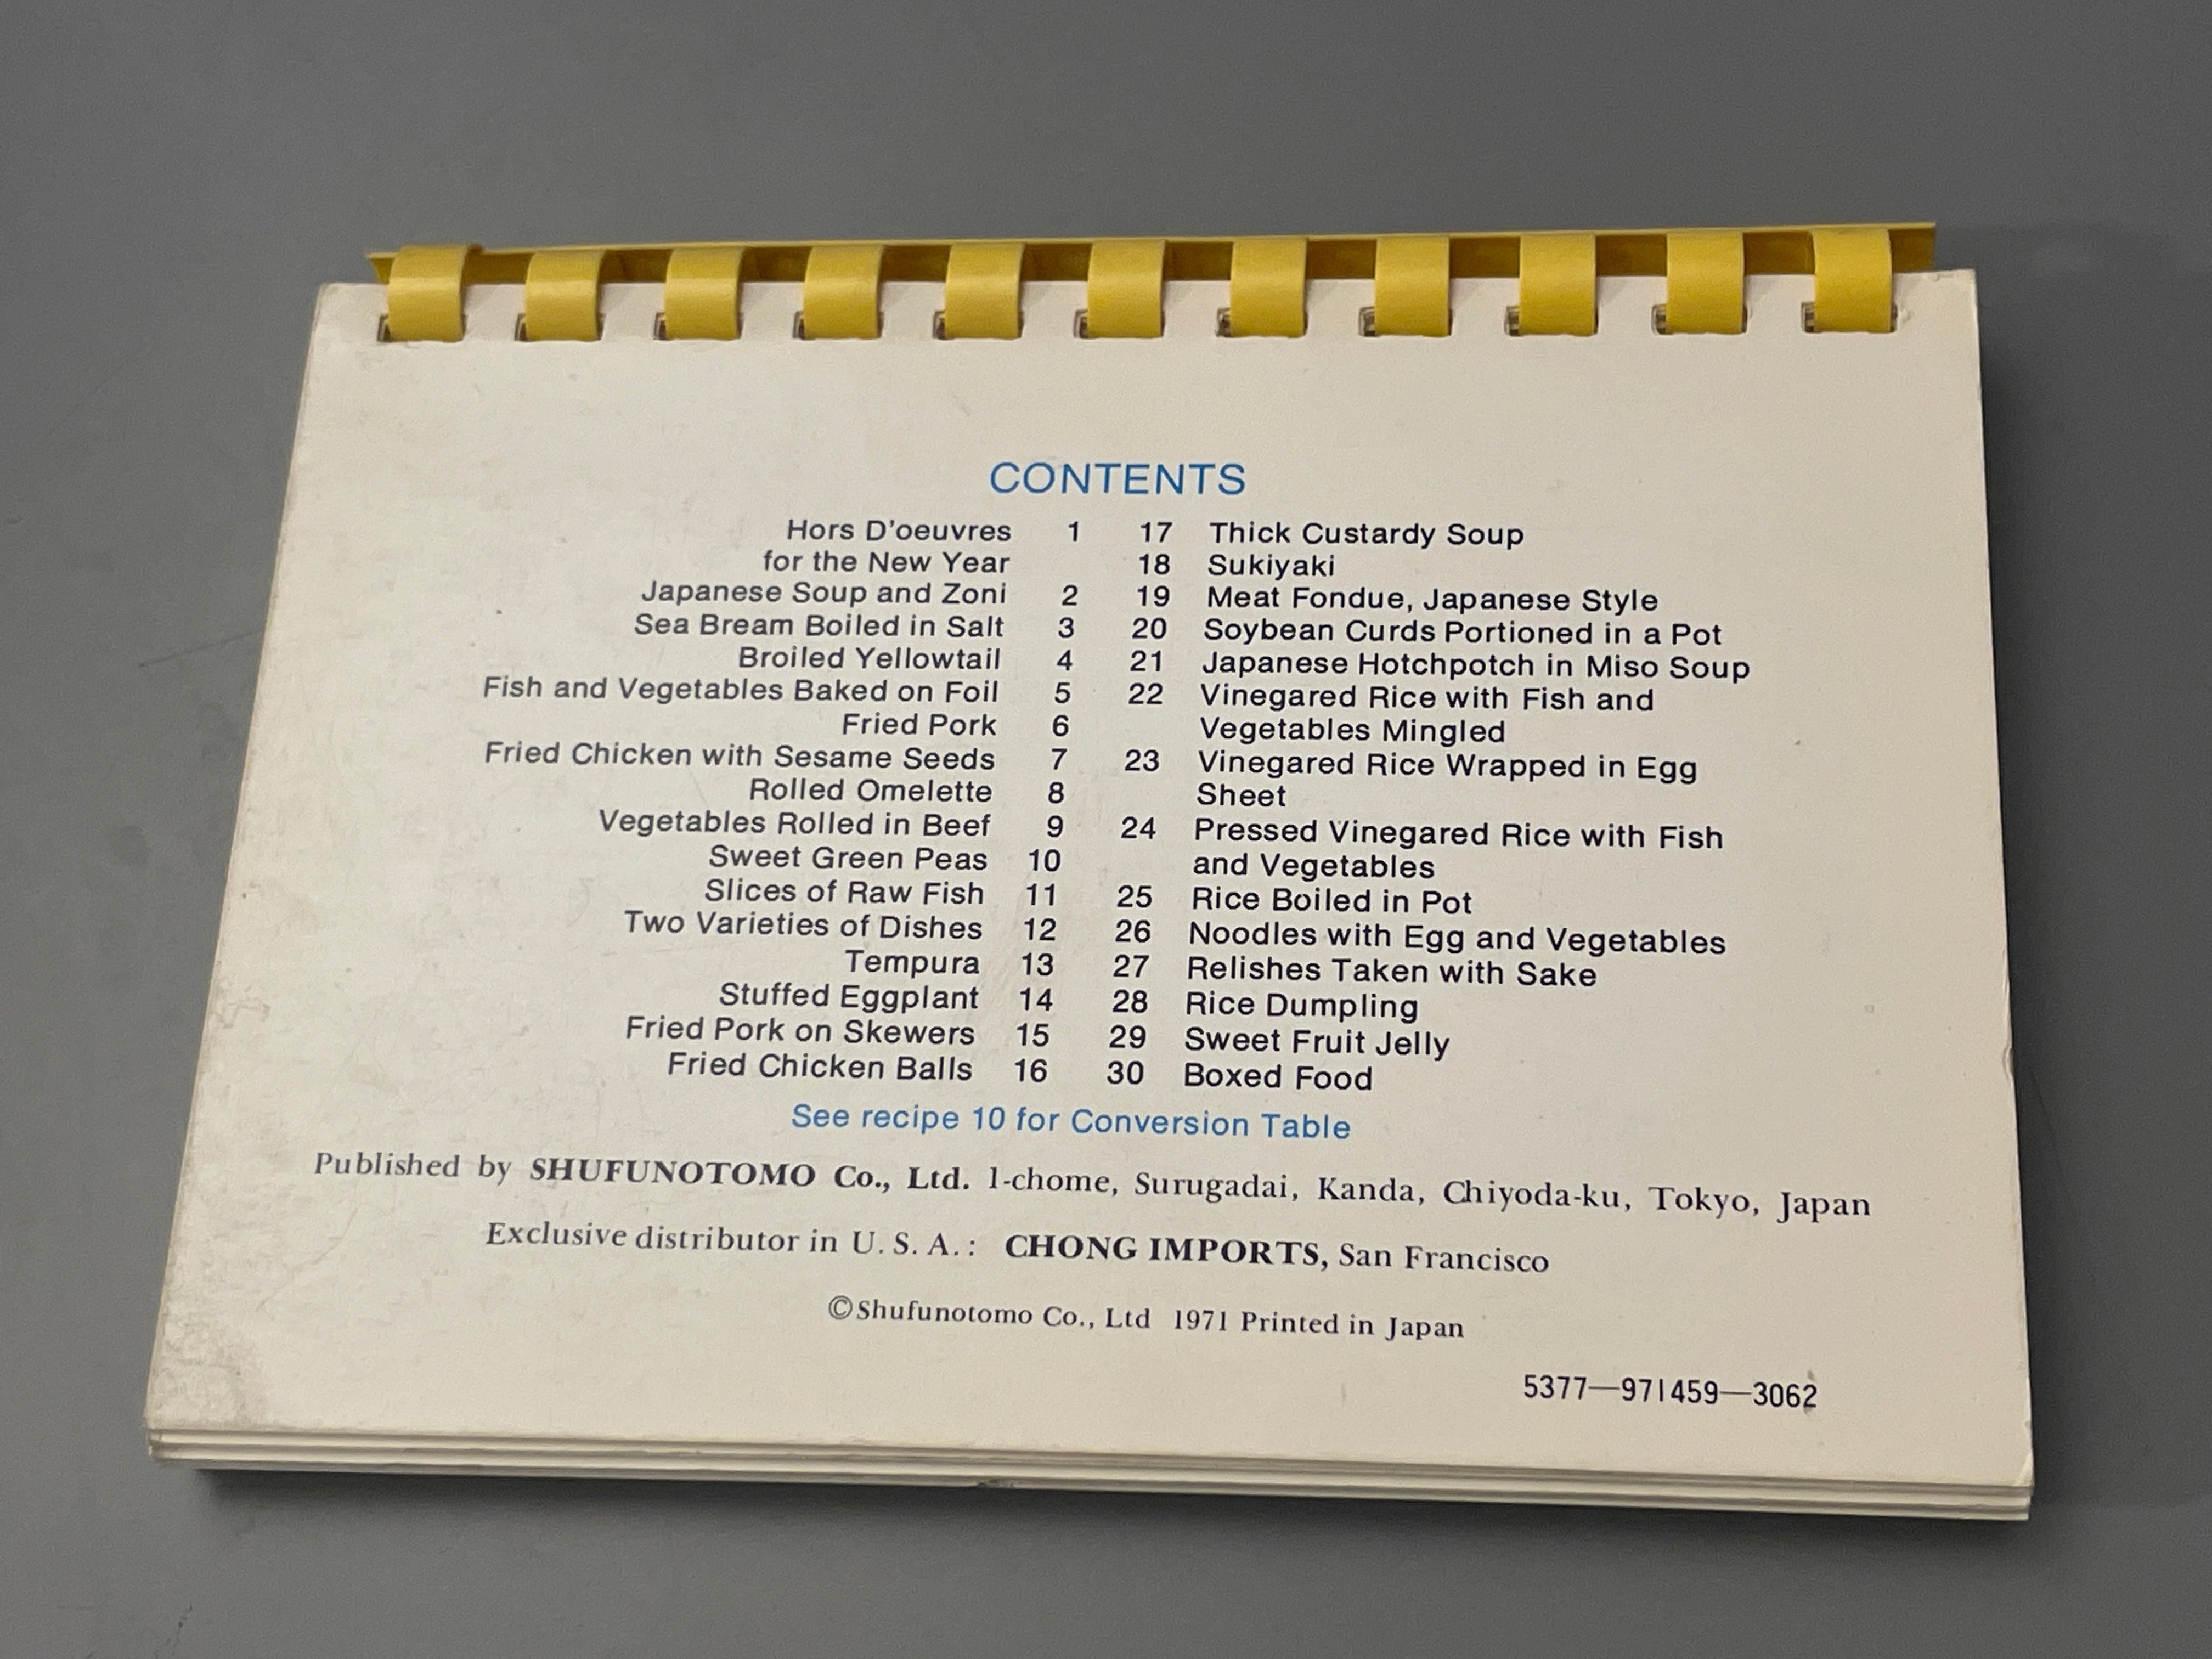 CONTENTS
Hors D'oeuvres 1
for the New Year
Japanese Soup and Zoni 2
Sea Bream Boiled in Salt 3
Broiled Yellowtail 4
Fish and Vegetables Baked on Foil 5
Fried Pork 6
Fried Chicken with Sesame Seeds 7
Rolled Omelette 8
Vegetables Rolled in Beef 9
Sweet Green Peas 10
Slices of Raw Fish 11
Two Varieties of Dishes 12
Tempura 13
Stuffed Eggplant 14
Fried Pork on Skewers 15
Fried Chicken Balls 16
17 Thick Custardy Soup
18 Sukiyaki
19 Meat Fondue, Japanese Style
20 Soybean Curds Portioned in a Pot
21 Japanese Hotchpotch in Miso Soup
22 Vinegared Rice with Fish and
Vegetables Mingled
23 Vinegared Rice Wrapped in Egg
Sheet
24 Pressed Vinegared Rice with Fish
and Vegetables
25 Rice Boiled in Pot
26 Noodles with Egg and Vegetables
27 Relishes Taken with Sake
28 Rice Dumpling
29 Sweet Fruit Jelly
30 Boxed Food
See recipe 10 for Conversion Table
Published by SHUFUNOTOMO Co., Ltd. 1-chome, Surugadai, Kanda, Chiyoda-ku, Tokyo, Japan
Exclusive distributor in U. S. A.: CHONG IMPORTS, San Francisco
©Shufunotomo Co., Ltd 1971 Printed in Japan
5377—971459—3062